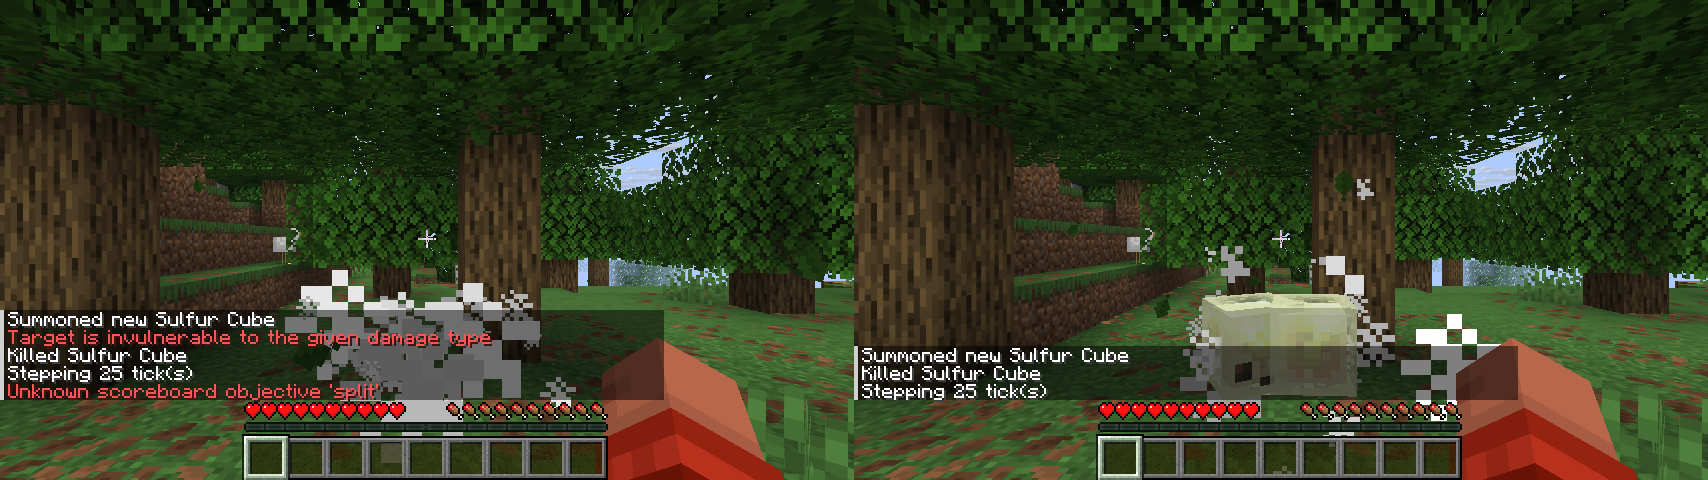 Summoned new Sulfur Cube
Target is invulnerable to the given damage type
Killed Sulfur Cube
Stepping 25 tick(s)
Unknown scoreboard objective 'split'
Summoned new Sulfur Cube
Killed Sulfur Cube
Stepping 25 tick(s)